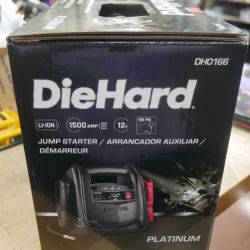 DH0166
DieHard®
LI-ION 1500 AMP 12V 150 PSI
JUMP STARTER / ARRANCADOR AUXILIAR /
DÉMARREUR
PLATINUM